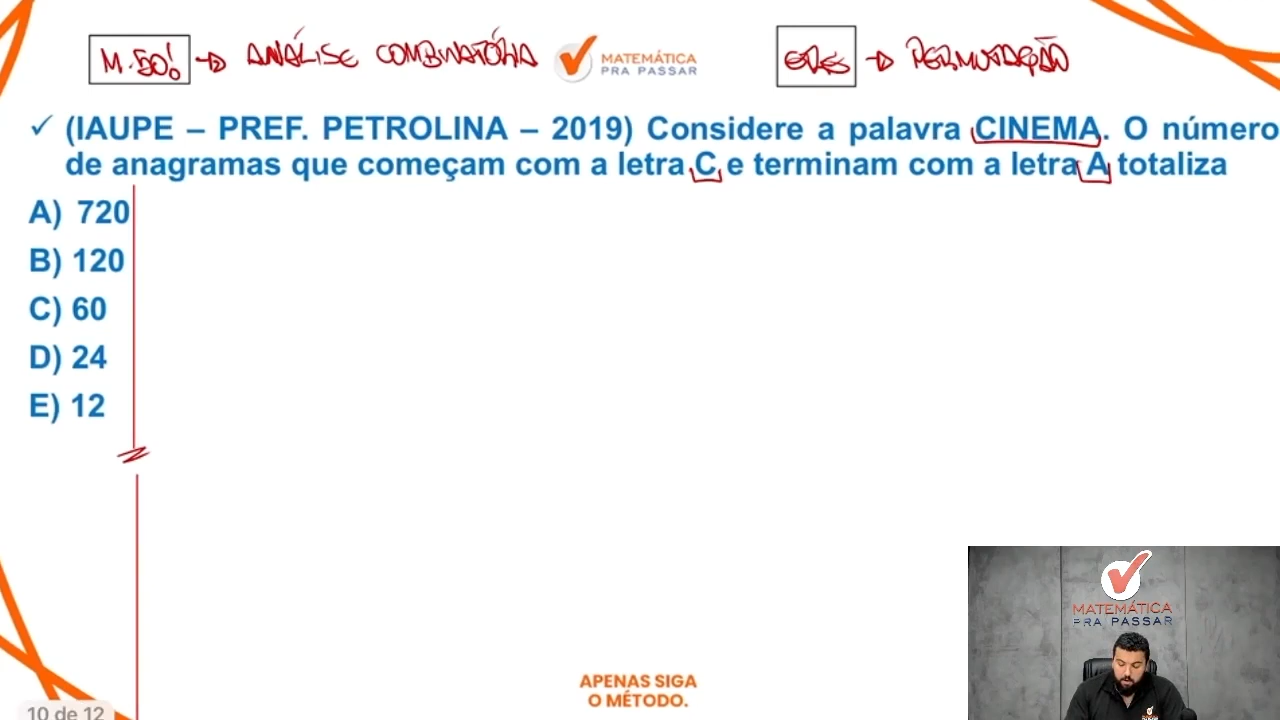 M.50! → ANÁLISE COMBINATÓRIA
MATEMÁTICA
PRA PASSAR
→ PERMUTAÇÃO
✓ (IAUPE – PREF. PETROLINA – 2019) Considere a palavra CINEMA. O número
de anagramas que começam com a letra C e terminam com a letra A totaliza
A) 720
B) 120
C) 60
D) 24
E) 12
MATEMÁTICA
PRA PASSAR
APENAS SIGA
O MÉTODO.
10 de 12